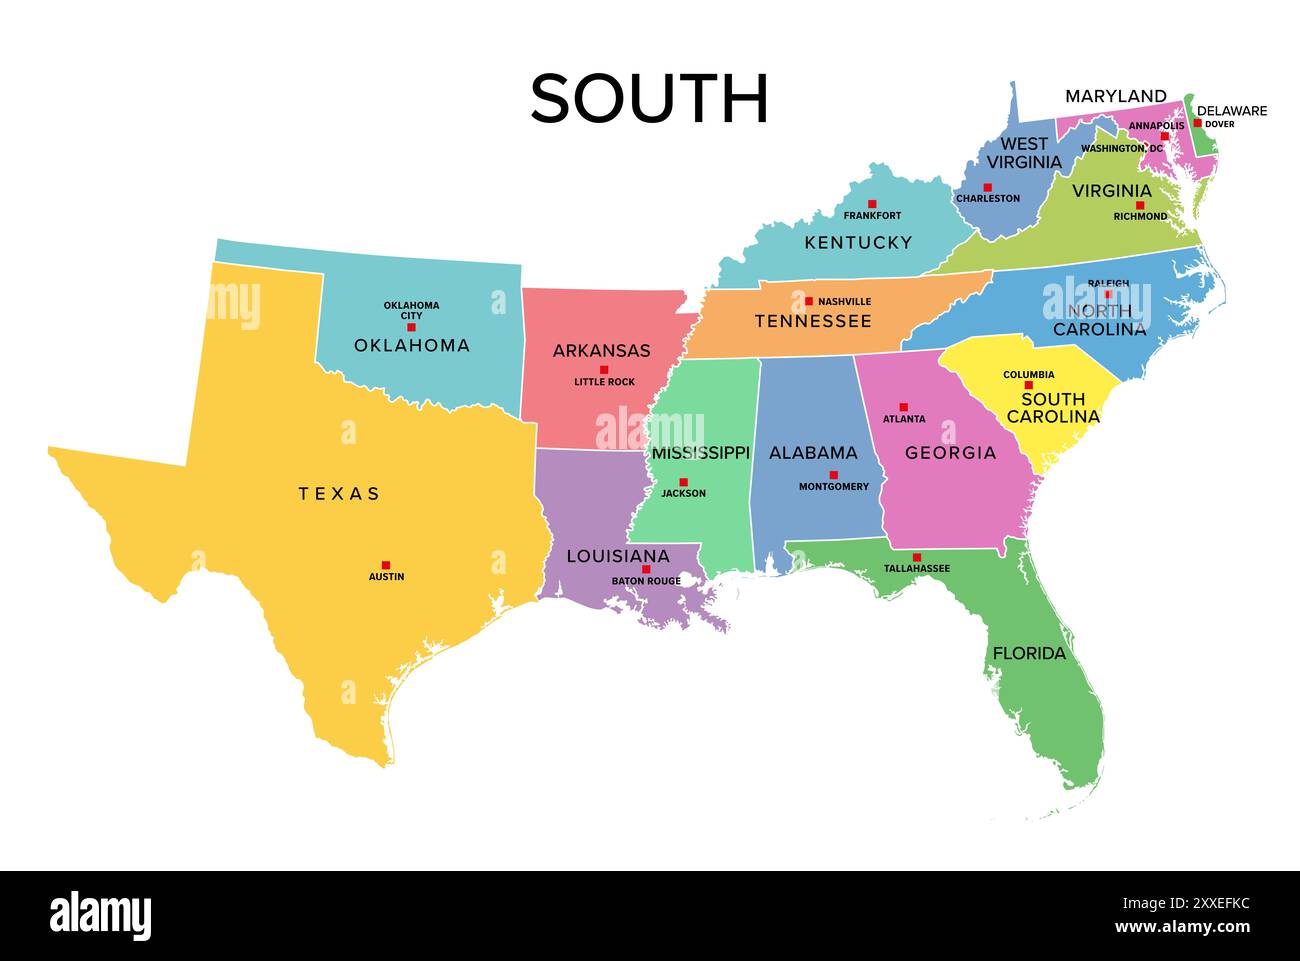 SOUTH
MARYLAND
DELAWARE
ANNAPOLIS
DOVER
WEST
VIRGINIA
WASHINGTON, DC
VIRGINIA
CHARLESTON
RICHMOND
FRANKFORT
KENTUCKY
OKLAHOMA
CITY
OKLAHOMA
ARKANSAS
LITTLE ROCK
NASHVILLE
TENNESSEE
RALEIGH
NORTH
CAROLINA
COLUMBIA
SOUTH
CAROLINA
ATLANTA
GEORGIA
MISSISSIPPI
JACKSON
ALABAMA
MONTGOMERY
TEXAS
AUSTIN
LOUISIANA
BATON ROUGE
TALLAHASSEE
FLORIDA
alamy
alamy
a
a
a
a
a
a
a
alamy
Image ID: 2XXEFKC
www.alamy.com